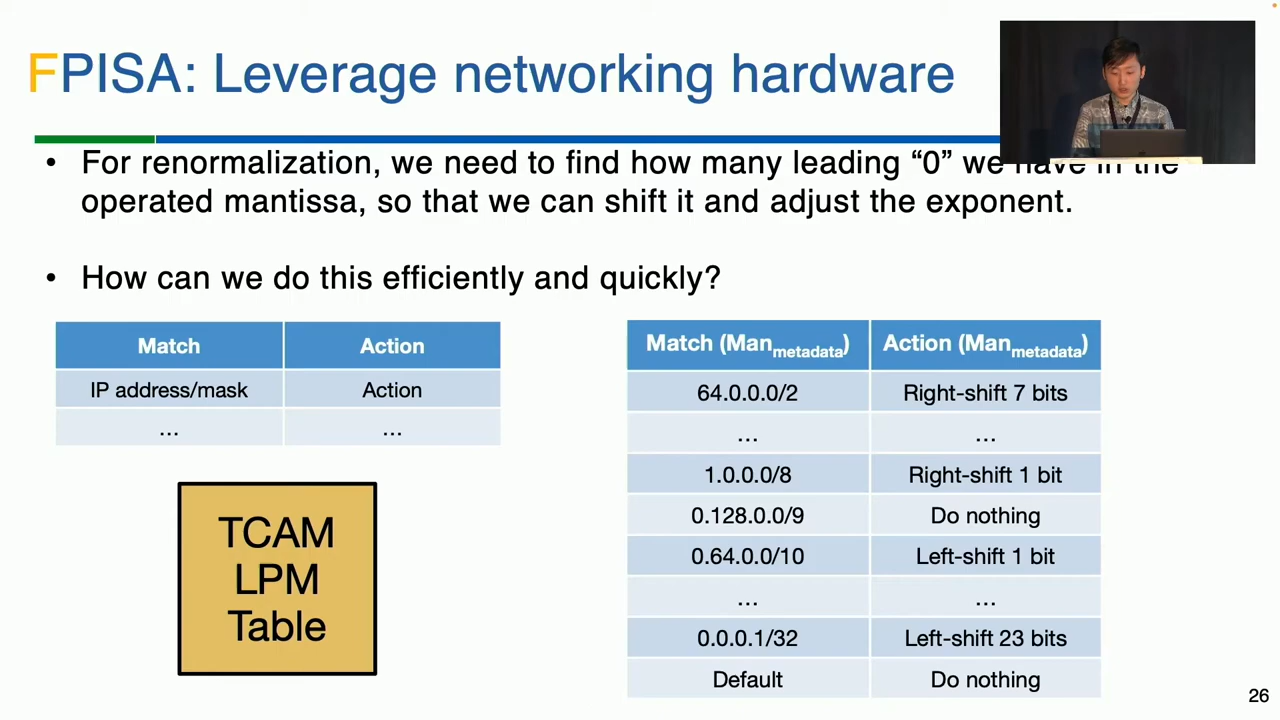 FPISA: Leverage networking hardware
• For renormalization, we need to find how many leading “0” we have in the
operated mantissa, so that we can shift it and adjust the exponent.
• How can we do this efficiently and quickly?
Match Action
IP address/mask Action
... ...
TCAM
LPM
Table
Match (Manmetadata) Action (Manmetadata)
64.0.0.0/2 Right-shift 7 bits
... ...
1.0.0.0/8 Right-shift 1 bit
0.128.0.0/9 Do nothing
0.64.0.0/10 Left-shift 1 bit
... ...
0.0.0.1/32 Left-shift 23 bits
Default Do nothing
26